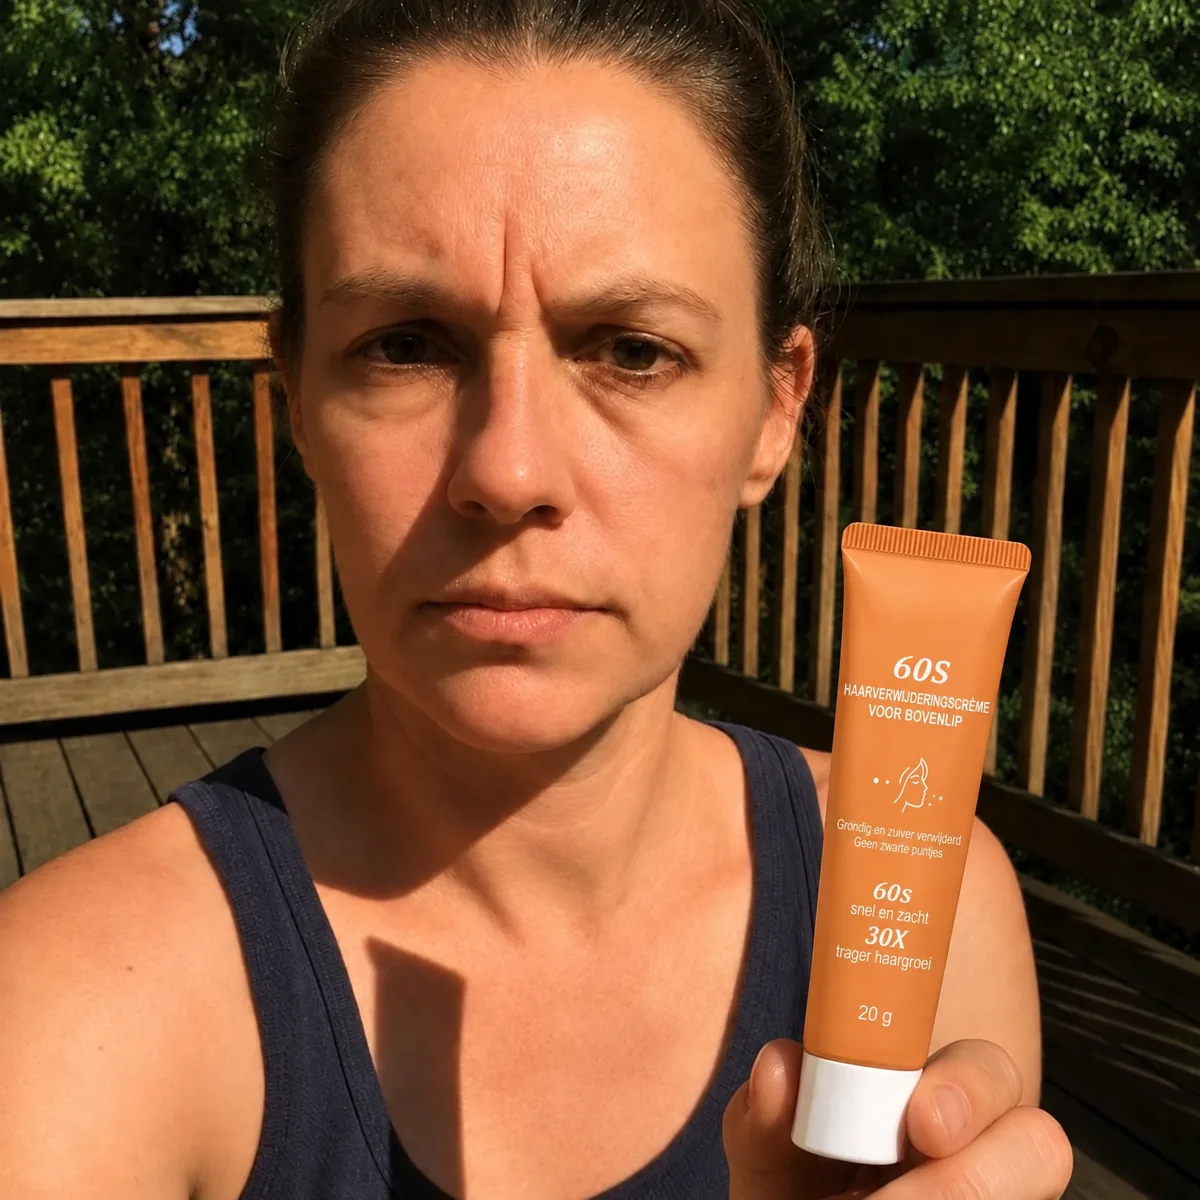 60S
HAARVERWIJDERINGSCRÈME
VOOR BOVENLIP
Grondig en zuiver verwijderd
Geen zwarte puntjes
60s
snel en zacht
30X
trager haargroei
20 g